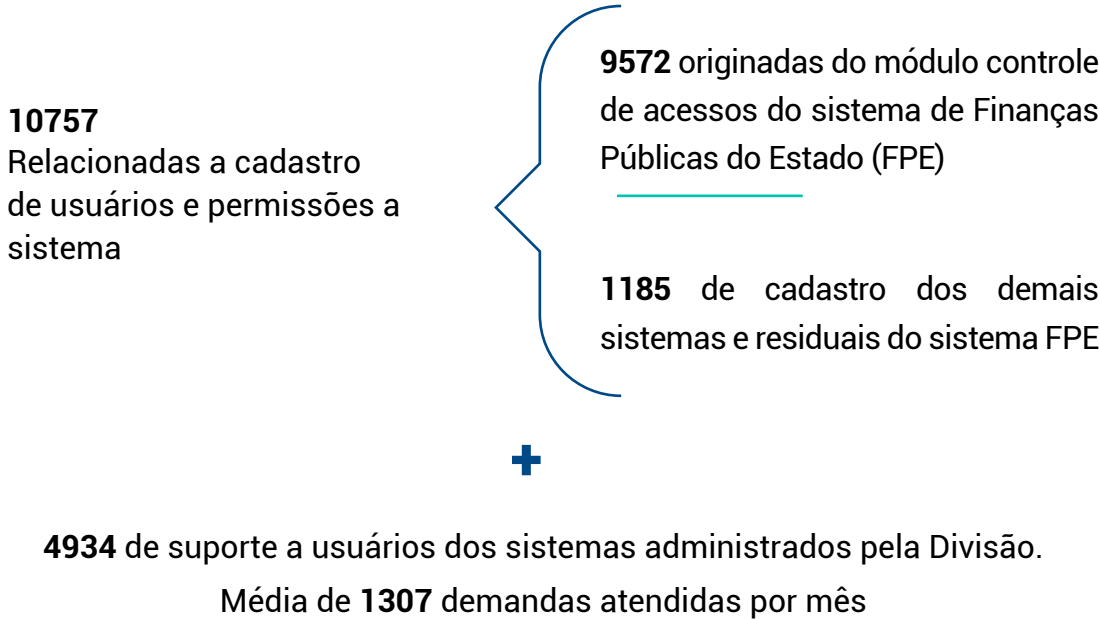 10757
Relacionadas a cadastro
de usuários e permissões a
sistema
9572 originadas do módulo controle
de acessos do sistema de Finanças
Públicas do Estado (FPE)
1185 de cadastro dos demais
sistemas e residuais do sistema FPE
+
4934 de suporte a usuários dos sistemas administrados pela Divisão.
Média de 1307 demandas atendidas por mês